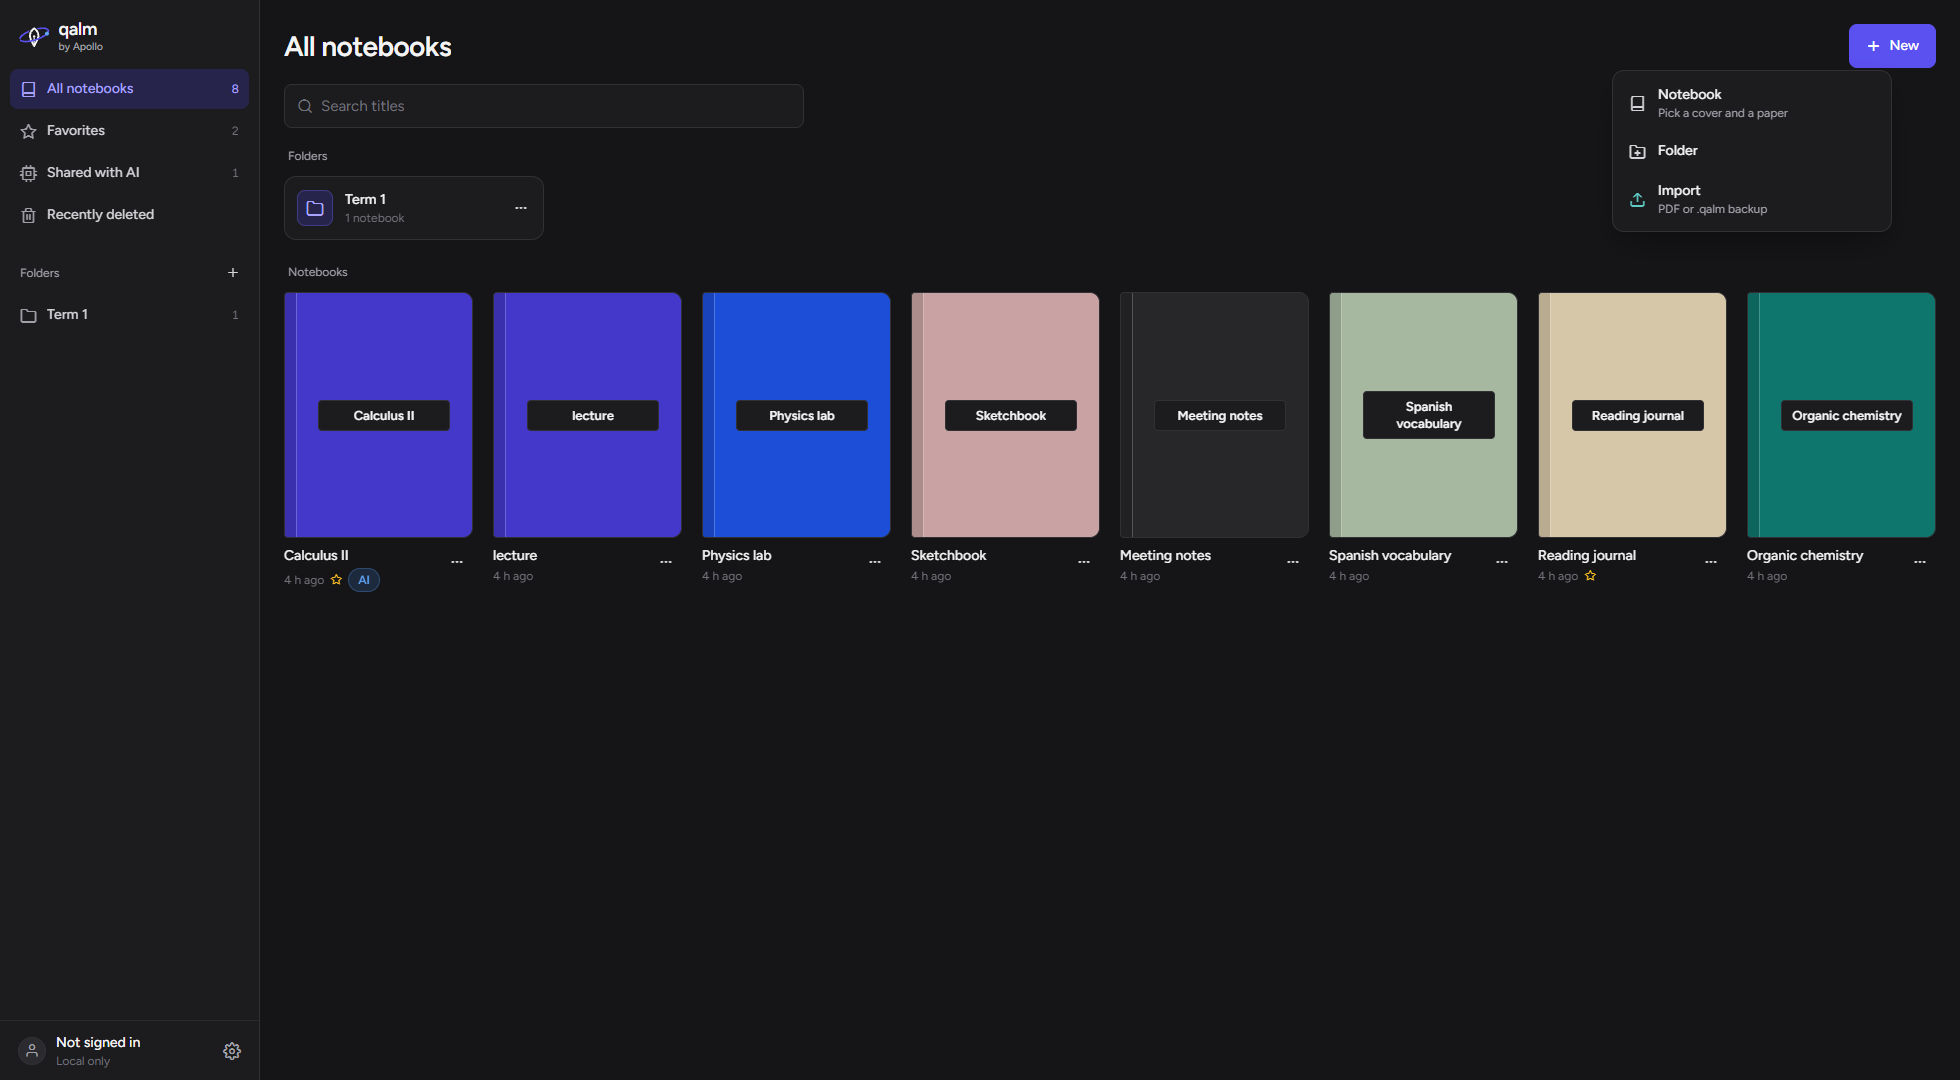 qalm
by Apollo
All notebooks 8
Favorites 2
Shared with AI 1
Recently deleted
Folders
Term 1 1
Not signed in
Local only
All notebooks
New
Search titles
Notebook
Pick a cover and a paper
Folder
Import
PDF or .qalm backup
Folders
Term 1
1 notebook
Notebooks
Calculus II
lecture
Physics lab
Sketchbook
Meeting notes
Spanish
vocabulary
Reading journal
Organic chemistry
Calculus II
4 h ago AI
lecture
4 h ago
Physics lab
4 h ago
Sketchbook
4 h ago
Meeting notes
4 h ago
Spanish vocabulary
4 h ago
Reading journal
4 h ago
Organic chemistry
4 h ago